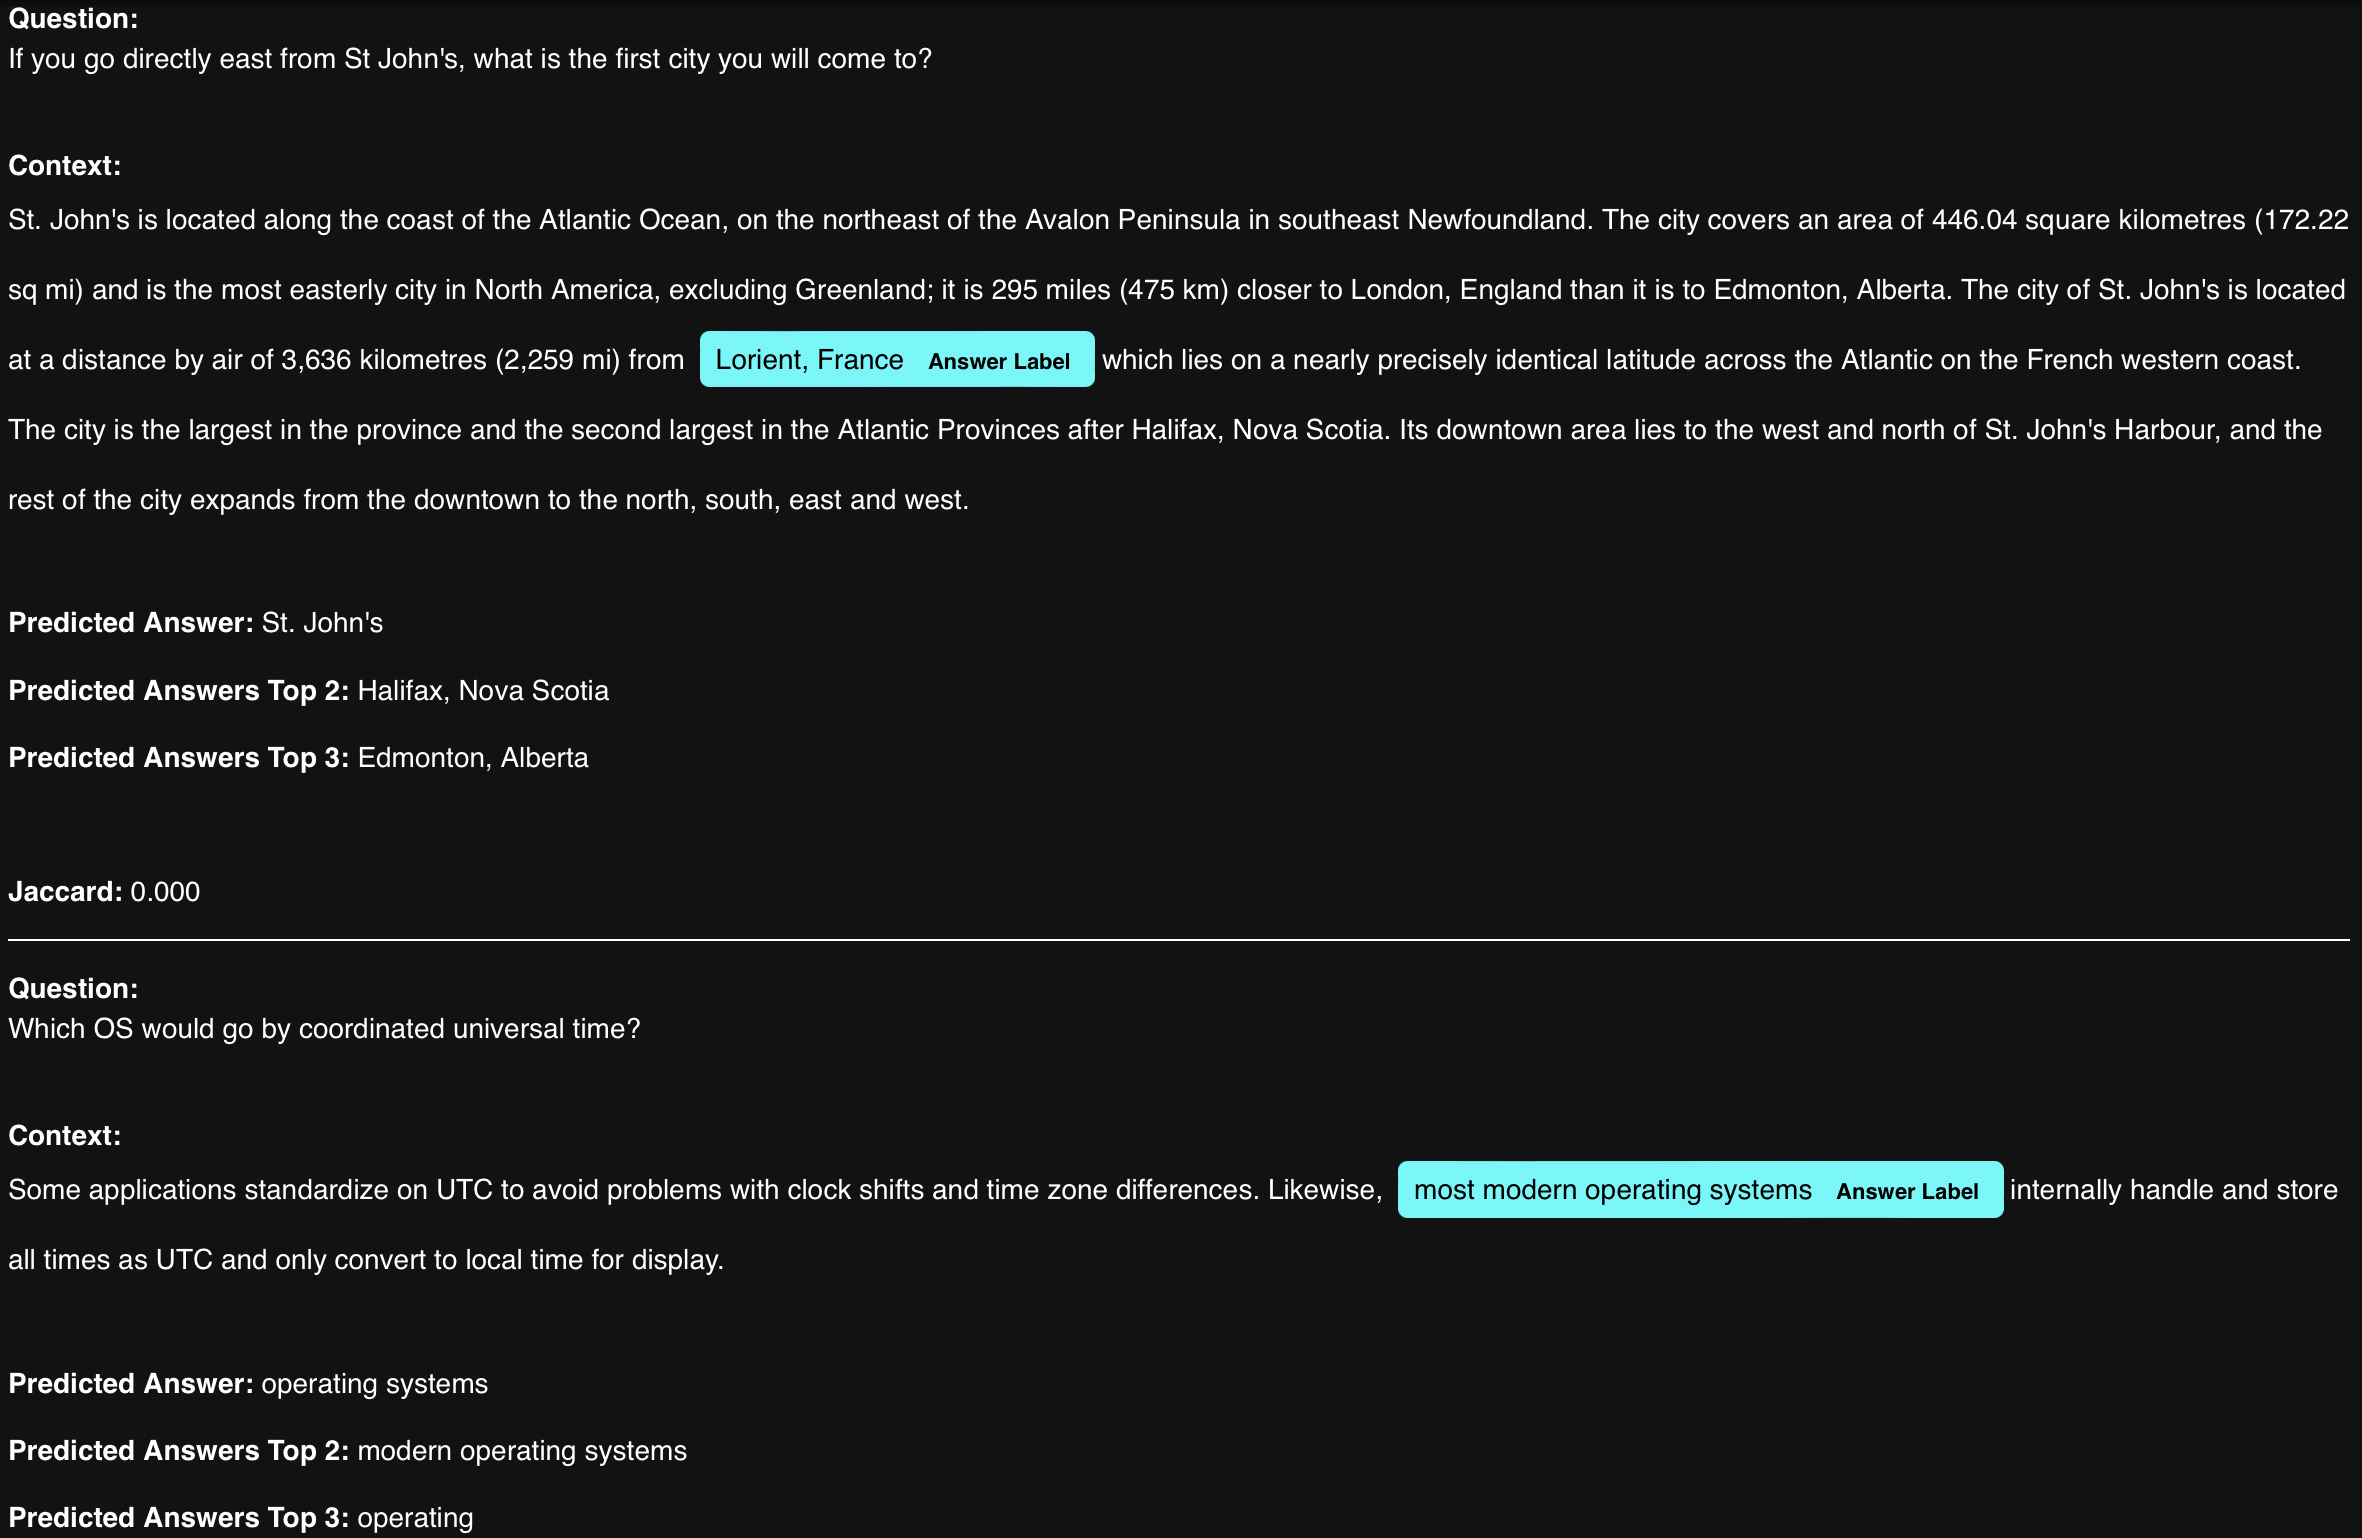 Question:
If you go directly east from St John's, what is the first city you will come to?
Context:
St. John's is located along the coast of the Atlantic Ocean, on the northeast of the Avalon Peninsula in southeast Newfoundland. The city covers an area of 446.04 square kilometres (172.22
sq mi) and is the most easterly city in North America, excluding Greenland; it is 295 miles (475 km) closer to London, England than it is to Edmonton, Alberta. The city of St. John's is located
at a distance by air of 3,636 kilometres (2,259 mi) from Lorient, France Answer Label which lies on a nearly precisely identical latitude across the Atlantic on the French western coast.
The city is the largest in the province and the second largest in the Atlantic Provinces after Halifax, Nova Scotia. Its downtown area lies to the west and north of St. John's Harbour, and the
rest of the city expands from the downtown to the north, south, east and west.
Predicted Answer: St. John's
Predicted Answers Top 2: Halifax, Nova Scotia
Predicted Answers Top 3: Edmonton, Alberta
Jaccard: 0.000
Question:
Which OS would go by coordinated universal time?
Context:
Some applications standardize on UTC to avoid problems with clock shifts and time zone differences. Likewise, most modern operating systems Answer Label internally handle and store
all times as UTC and only convert to local time for display.
Predicted Answer: operating systems
Predicted Answers Top 2: modern operating systems
Predicted Answers Top 3: operating